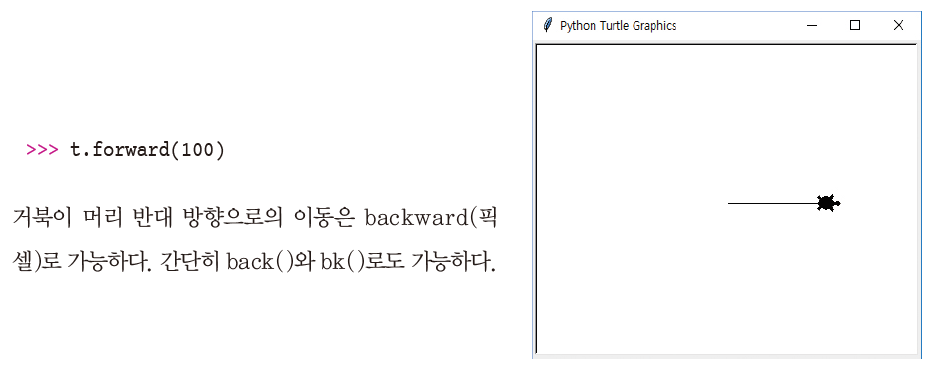 >>> t.forward(100)
거북이 머리 반대 방향으로의 이동은 backward(픽
셀)로 가능하다. 간단히 back()와 bk()로도 가능하다.
Python Turtle Graphics